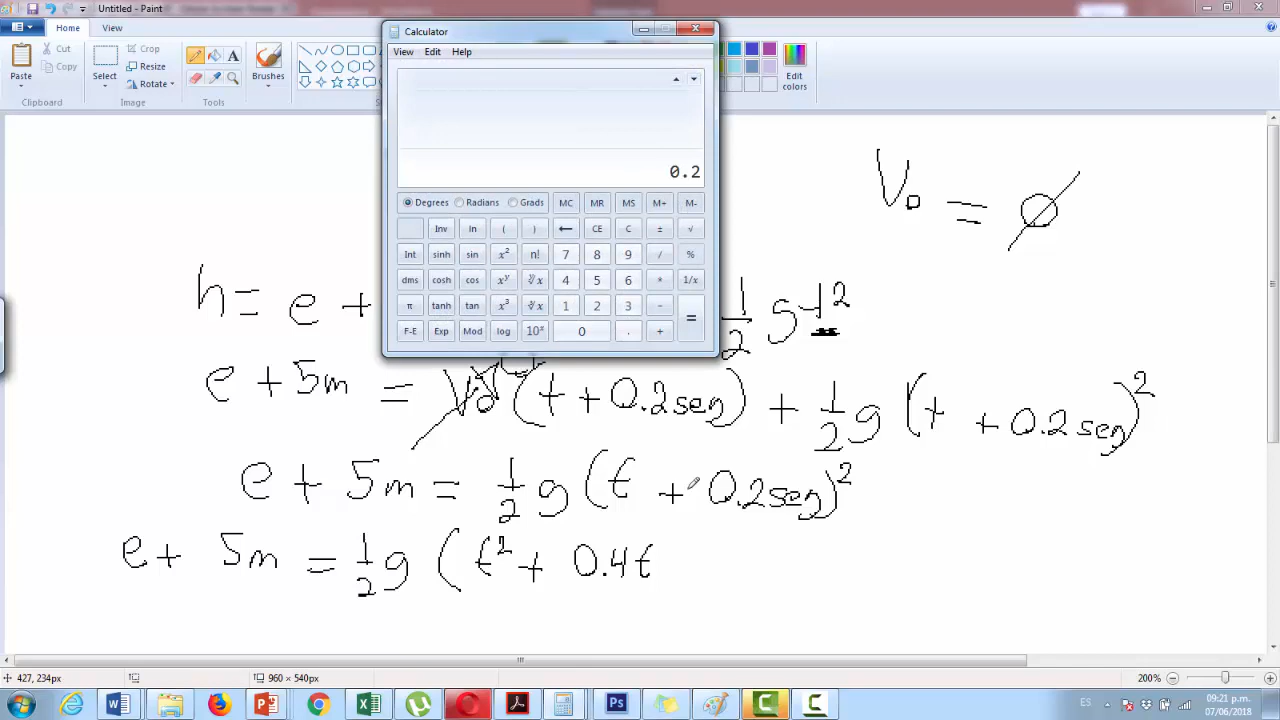 Untitled - Paint
Home
View
Paste
Cut
Copy
Clipboard
Select
Crop
Resize
Rotate
Image
A
Tools
Brushes
Edit colors
Calculator
View Edit Help
0.2
Degrees Radians Grads MC MR MS M+ M-
Inv ln ( ) ← CE C ± √
Int sinh sin x² n! 7 8 9 / %
dms cosh cos xʸ ʸ√x 4 5 6 * 1/x
π tanh tan x³ ³√x 1 2 3 - =
F-E Exp Mod log 10ˣ 0 . +
V₀ = ∅
h = e + 1/2 g t²
e + 5m = V₀ (t + 0.2seg) + 1/2 g (t + 0.2seg)²
e + 5m = 1/2 g (t + 0.2seg)²
e + 5m = 1/2 g (t² + 0.4t
427, 234px
960 × 540px
200%
ES
09:21 p.m.
07/06/2018